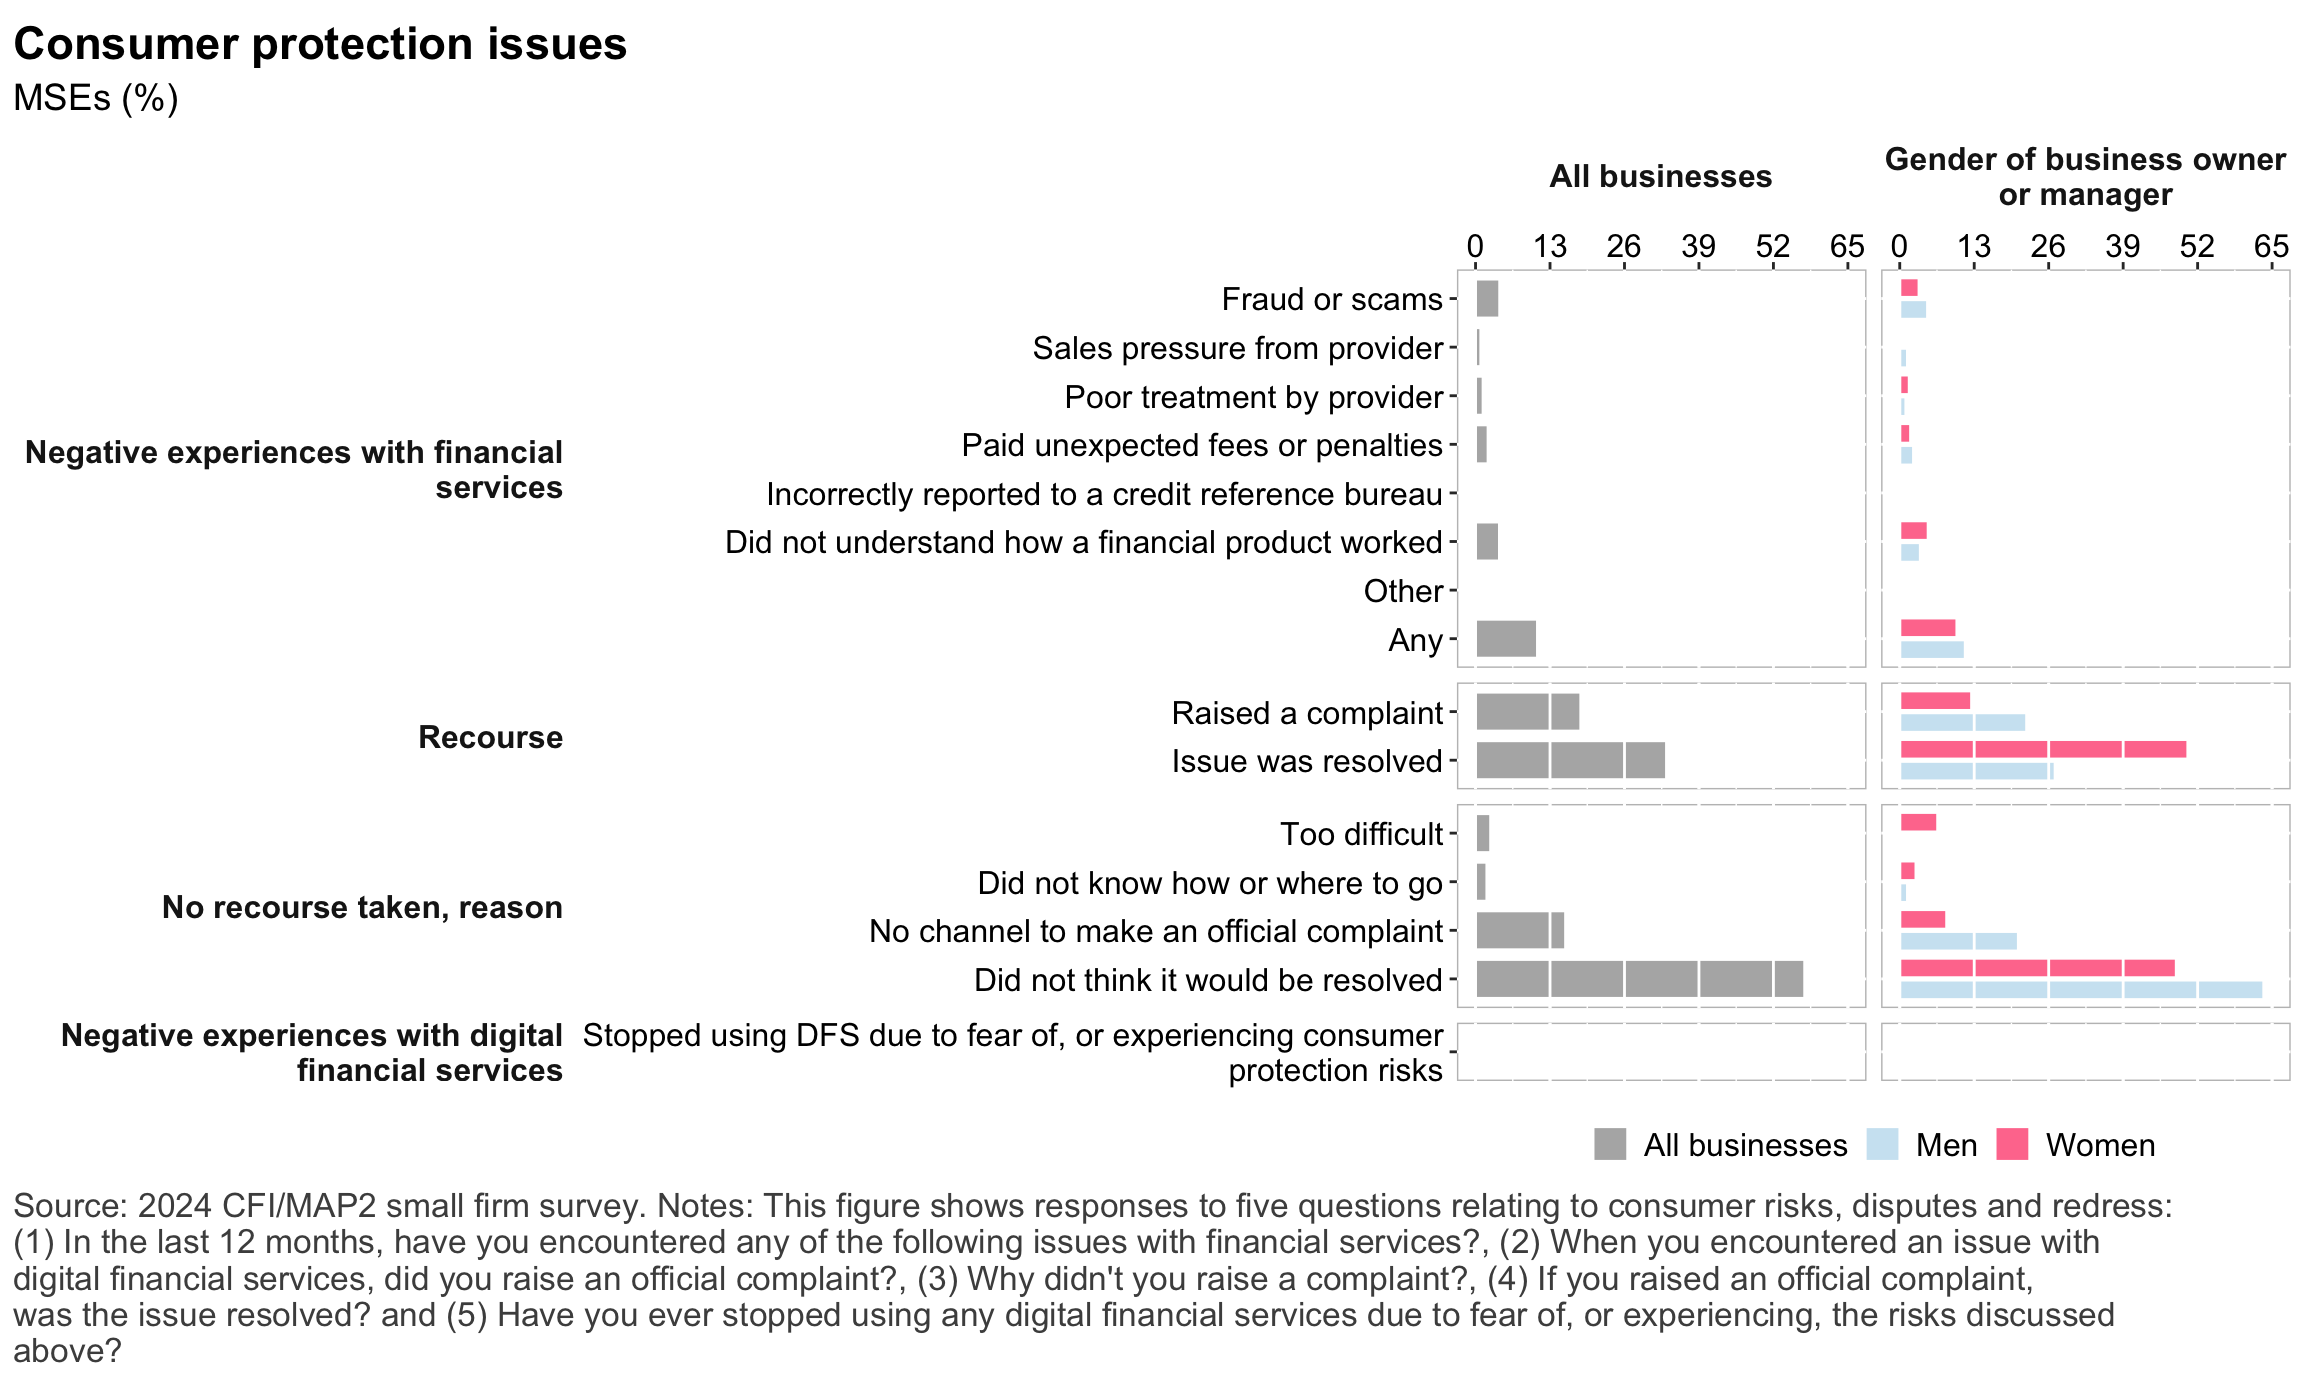 Consumer protection issues
MSEs (%)
All businesses
Gender of business owner
or manager
0 13 26 39 52 65
0 13 26 39 52 65
Negative experiences with financial
services
Fraud or scams
Sales pressure from provider
Poor treatment by provider
Paid unexpected fees or penalties
Incorrectly reported to a credit reference bureau
Did not understand how a financial product worked
Other
Any
Recourse
Raised a complaint
Issue was resolved
No recourse taken, reason
Too difficult
Did not know how or where to go
No channel to make an official complaint
Did not think it would be resolved
Negative experiences with digital
financial services
Stopped using DFS due to fear of, or experiencing consumer
protection risks
All businesses Men Women
Source: 2024 CFI/MAP2 small firm survey. Notes: This figure shows responses to five questions relating to consumer risks, disputes and redress:
(1) In the last 12 months, have you encountered any of the following issues with financial services?, (2) When you encountered an issue with
digital financial services, did you raise an official complaint?, (3) Why didn't you raise a complaint?, (4) If you raised an official complaint,
was the issue resolved? and (5) Have you ever stopped using any digital financial services due to fear of, or experiencing, the risks discussed
above?